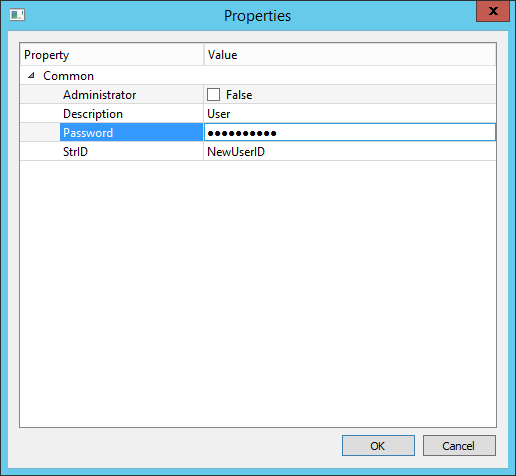 Properties
Property Value
Common
Administrator False
Description User
Password ●●●●●●●●●●
StrID NewUserID
OK Cancel